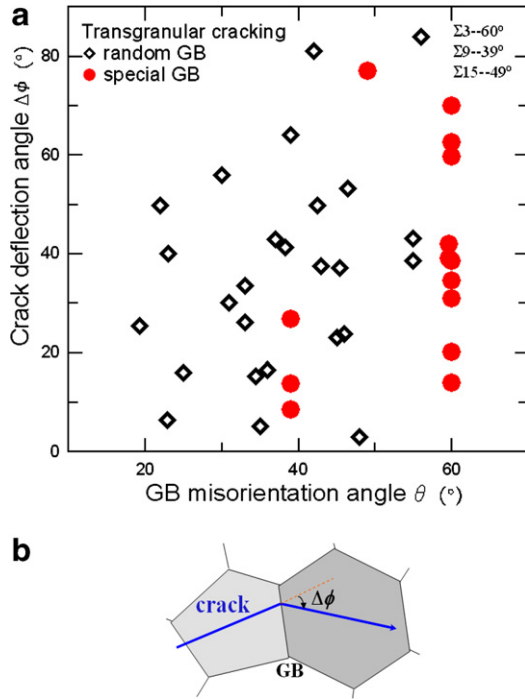 a
Transgranular cracking
random GB
special GB
Σ3--60°
Σ9--39°
Σ15--49°
80
60
40
20
0
Crack deflection angle Δϕ (°)
20
40
60
GB misorientation angle θ (°)
b
crack
Δϕ
GB